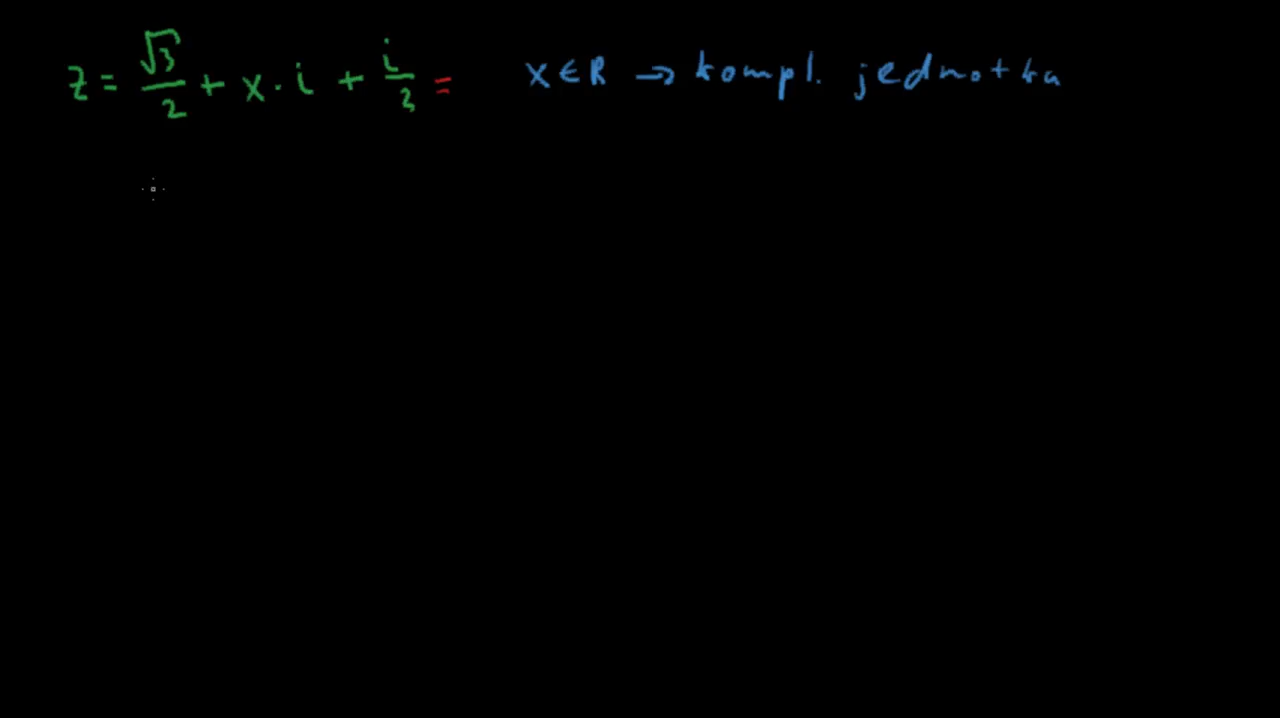 z = √3/2 + x · i + i/3 = x ∈ R → kompl. jednotka